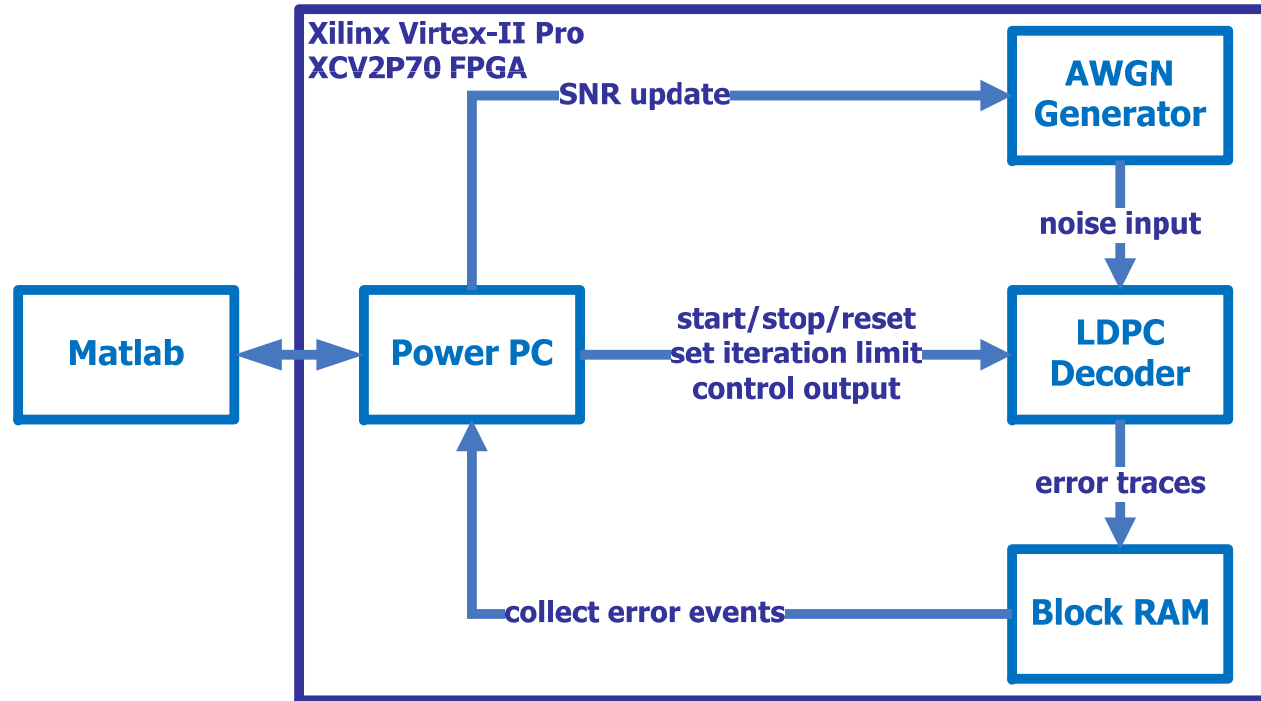 Xilinx Virtex-II Pro
XCV2P70 FPGA
AWGN
Generator
SNR update
noise input
Matlab
Power PC
start/stop/reset
set iteration limit
control output
LDPC
Decoder
error traces
collect error events
Block RAM